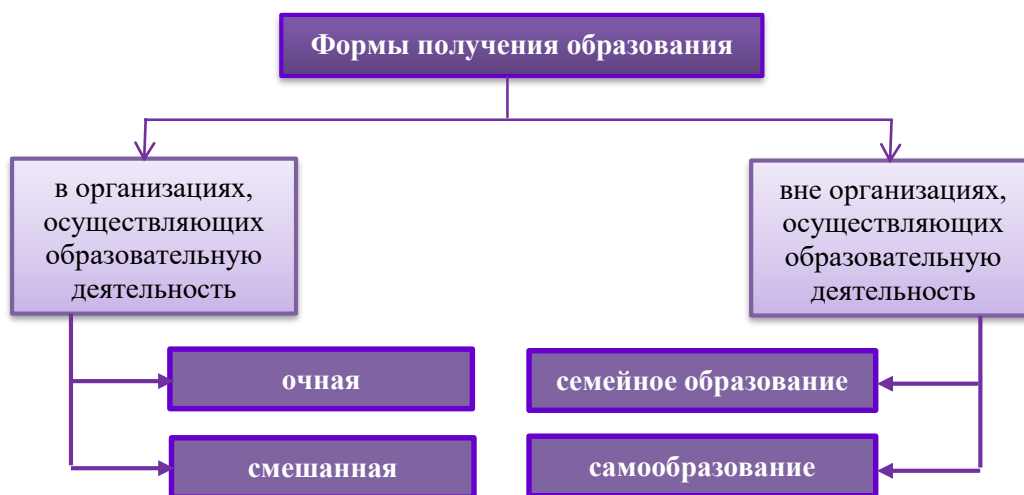 Формы получения образования
в организациях,
осуществляющих
образовательную
деятельность
вне организациях,
осуществляющих
образовательную
деятельность
очная
семейное образование
смешанная
самообразование